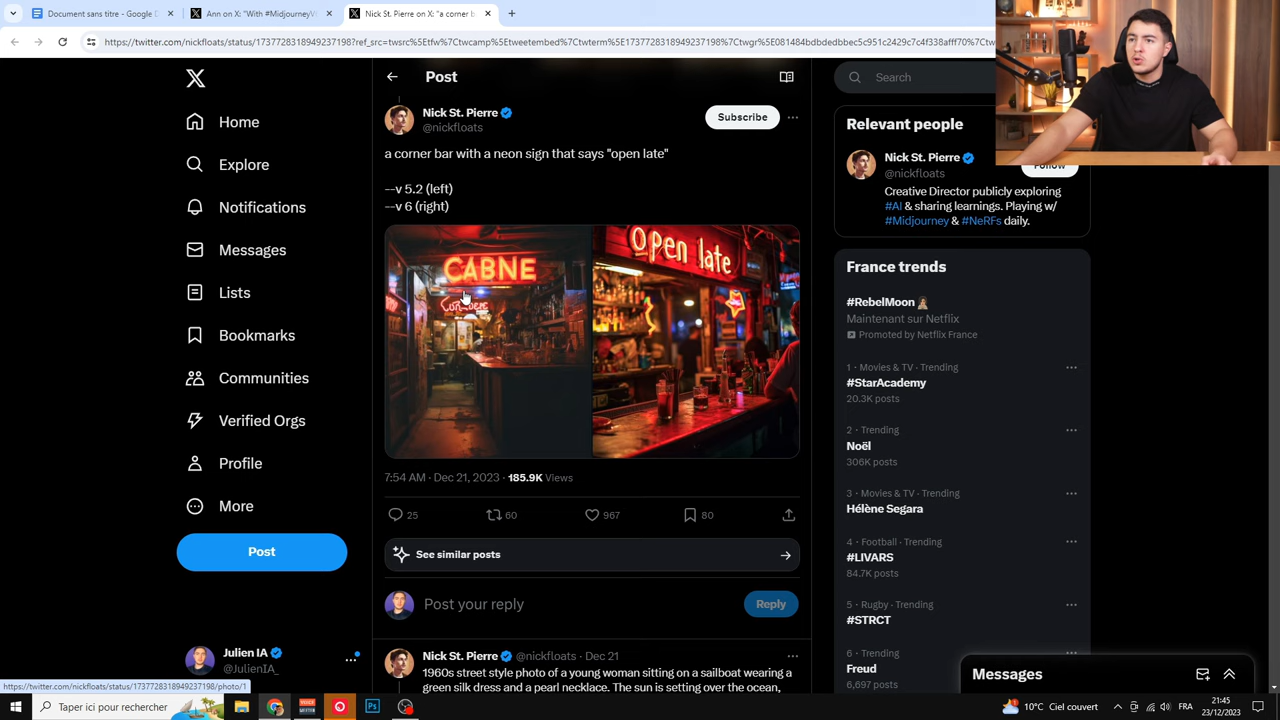 Document sans titre - Google D
Ann on X: "With #MidjourneyV
Nick St. Pierre on X: "a corner b
https://twitter.com/nickfloats/status/1737728318949237198?ref_src=twsrc%5Etfw%7Ctwcamp%5Etweetembed%7Ctwterm%5E1737728318949237198%7Ctwgr%5E081484bdbdedbbec5c951c2429c7c4f338afff70%7Ctw
Home
Explore
Notifications
Messages
Lists
Bookmarks
Communities
Verified Orgs
Profile
More
Post
Julien IA
@JulienIA_
https://twitter.com/nickfloats/status/1737728318949237198/photo/1
Post
Nick St. Pierre
@nickfloats
Subscribe
a corner bar with a neon sign that says "open late"
--v 5.2 (left)
--v 6 (right)
CABNE
Open late
7:54 AM · Dec 21, 2023 · 185.9K Views
25
60
967
80
See similar posts
Post your reply
Reply
Nick St. Pierre @nickfloats · Dec 21
1960s street style photo of a young woman sitting on a sailboat wearing a
green silk dress and a pearl necklace. The sun is setting over the ocean,
Search
Relevant people
Nick St. Pierre
@nickfloats
Follow
Creative Director publicly exploring
#AI & sharing learnings. Playing w/
#Midjourney & #NeRFs daily.
France trends
#RebelMoon
Maintenant sur Netflix
Promoted by Netflix France
1 · Movies & TV · Trending
#StarAcademy
20.3K posts
2 · Trending
Noël
306K posts
3 · Movies & TV · Trending
Hélène Segara
4 · Football · Trending
#LIVARS
84.7K posts
5 · Rugby · Trending
#STRCT
6 · Trending
Freud
6,697 posts
Messages
Taper ici pour rechercher
10°C Ciel couvert
FRA
21:45
23/12/2023